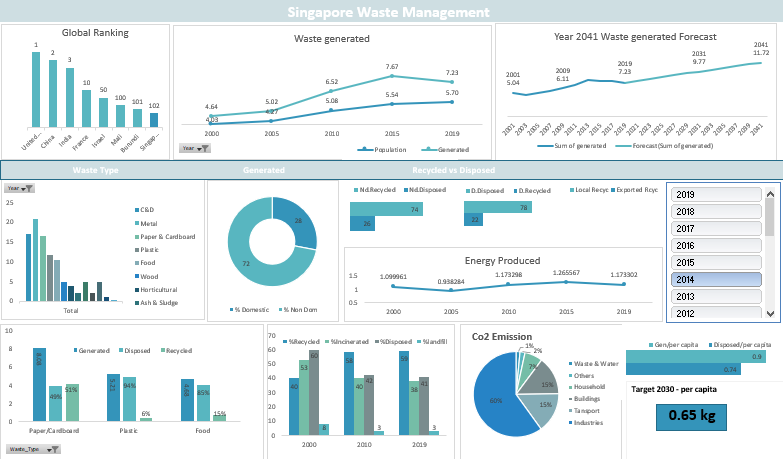 Singapore Waste Management
Global Ranking
1
2
3
10
50
100
101
102
United...
China
India
France
Israel
Mali
Burundi
Singap...
Waste generated
4.64
5.02
6.52
7.67
7.23
4.03
4.27
5.08
5.54
5.70
2000 2005 2010 2015 2019
Year
Population Generated
Year 2041 Waste generated Forecast
2001
5.04
2009
6.11
2019
7.23
2031
9.77
2041
11.72
2001 2003 2005 2007 2009 2011 2013 2015 2017 2019 2021 2023 2025 2027 2029 2031 2033 2035 2037 2039 2041
Sum of generated Forecast(Sum of generated)
Waste Type Generated Recycled vs Disposed
Year
25
20
15
10
5
0
Total
C&D
Metal
Paper & Cardboard
Plastic
Food
Wood
Horticultural
Ash & Sludge
28
72
% Domestic % Non Dom
Nd.Recycled Nd.Disposed
74
26
D.Disposed D.Recycled
78
22
Local Recyc Exported Rcyc
Energy Produced
1.5
1
0.5
1.099961 0.938284 1.173298 1.265567 1.173302
2000 2005 2010 2015 2019
2019
2018
2017
2016
2015
2014
2013
2012
10
8
6
4
2
0
Generated Disposed Recycled
8.08 49% 51%
5.21 94% 6%
4.66 85% 15%
Paper/Cardboard Plastic Food
Waste_Type
%Recycled %Incinerated %Disposed %landfill
70
60
50
40
30
20
10
0
40 53 60 8
58 40 42 3
59 38 41 3
2000 2010 2019
Co2 Emission
1%
2%
7%
15%
15%
60%
Waste & Water
Others
Household
Buildings
Tansport
Industries
Gen/per capita Disposed/per capita
0.9
0.74
Target 2030 - per capita
0.65 kg